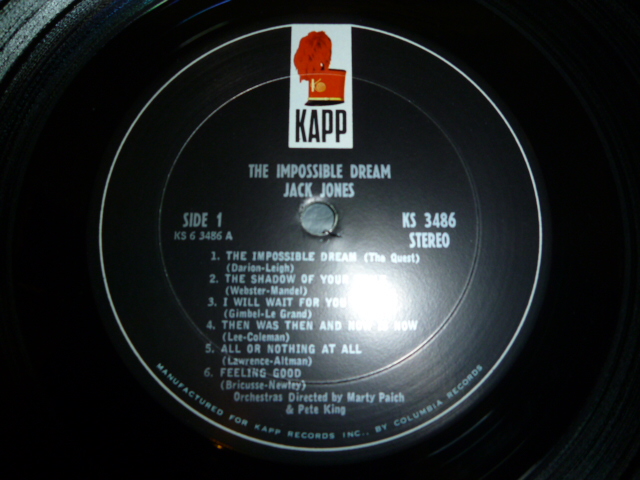 KAPP
THE IMPOSSIBLE DREAM
JACK JONES
SIDE 1
KS 6 3486 A
KS 3486
STEREO
1. THE IMPOSSIBLE DREAM (The Quest)
(Darion-Leigh)
2. THE SHADOW OF YOUR
(Webster-Mandel)
3. I WILL WAIT FOR YOU
(Gimbel-Le Grand)
4. THEN WAS THEN AND NOW IS NOW
(Lee-Coleman)
5. ALL OR NOTHING AT ALL
(Lawrence-Altman)
6. FEELING GOOD
(Bricusse-Newley)
Orchestras Directed by Marty Paich
& Pete King
MANUFACTURED FOR KAPP RECORDS INC., BY COLUMBIA RECORDS